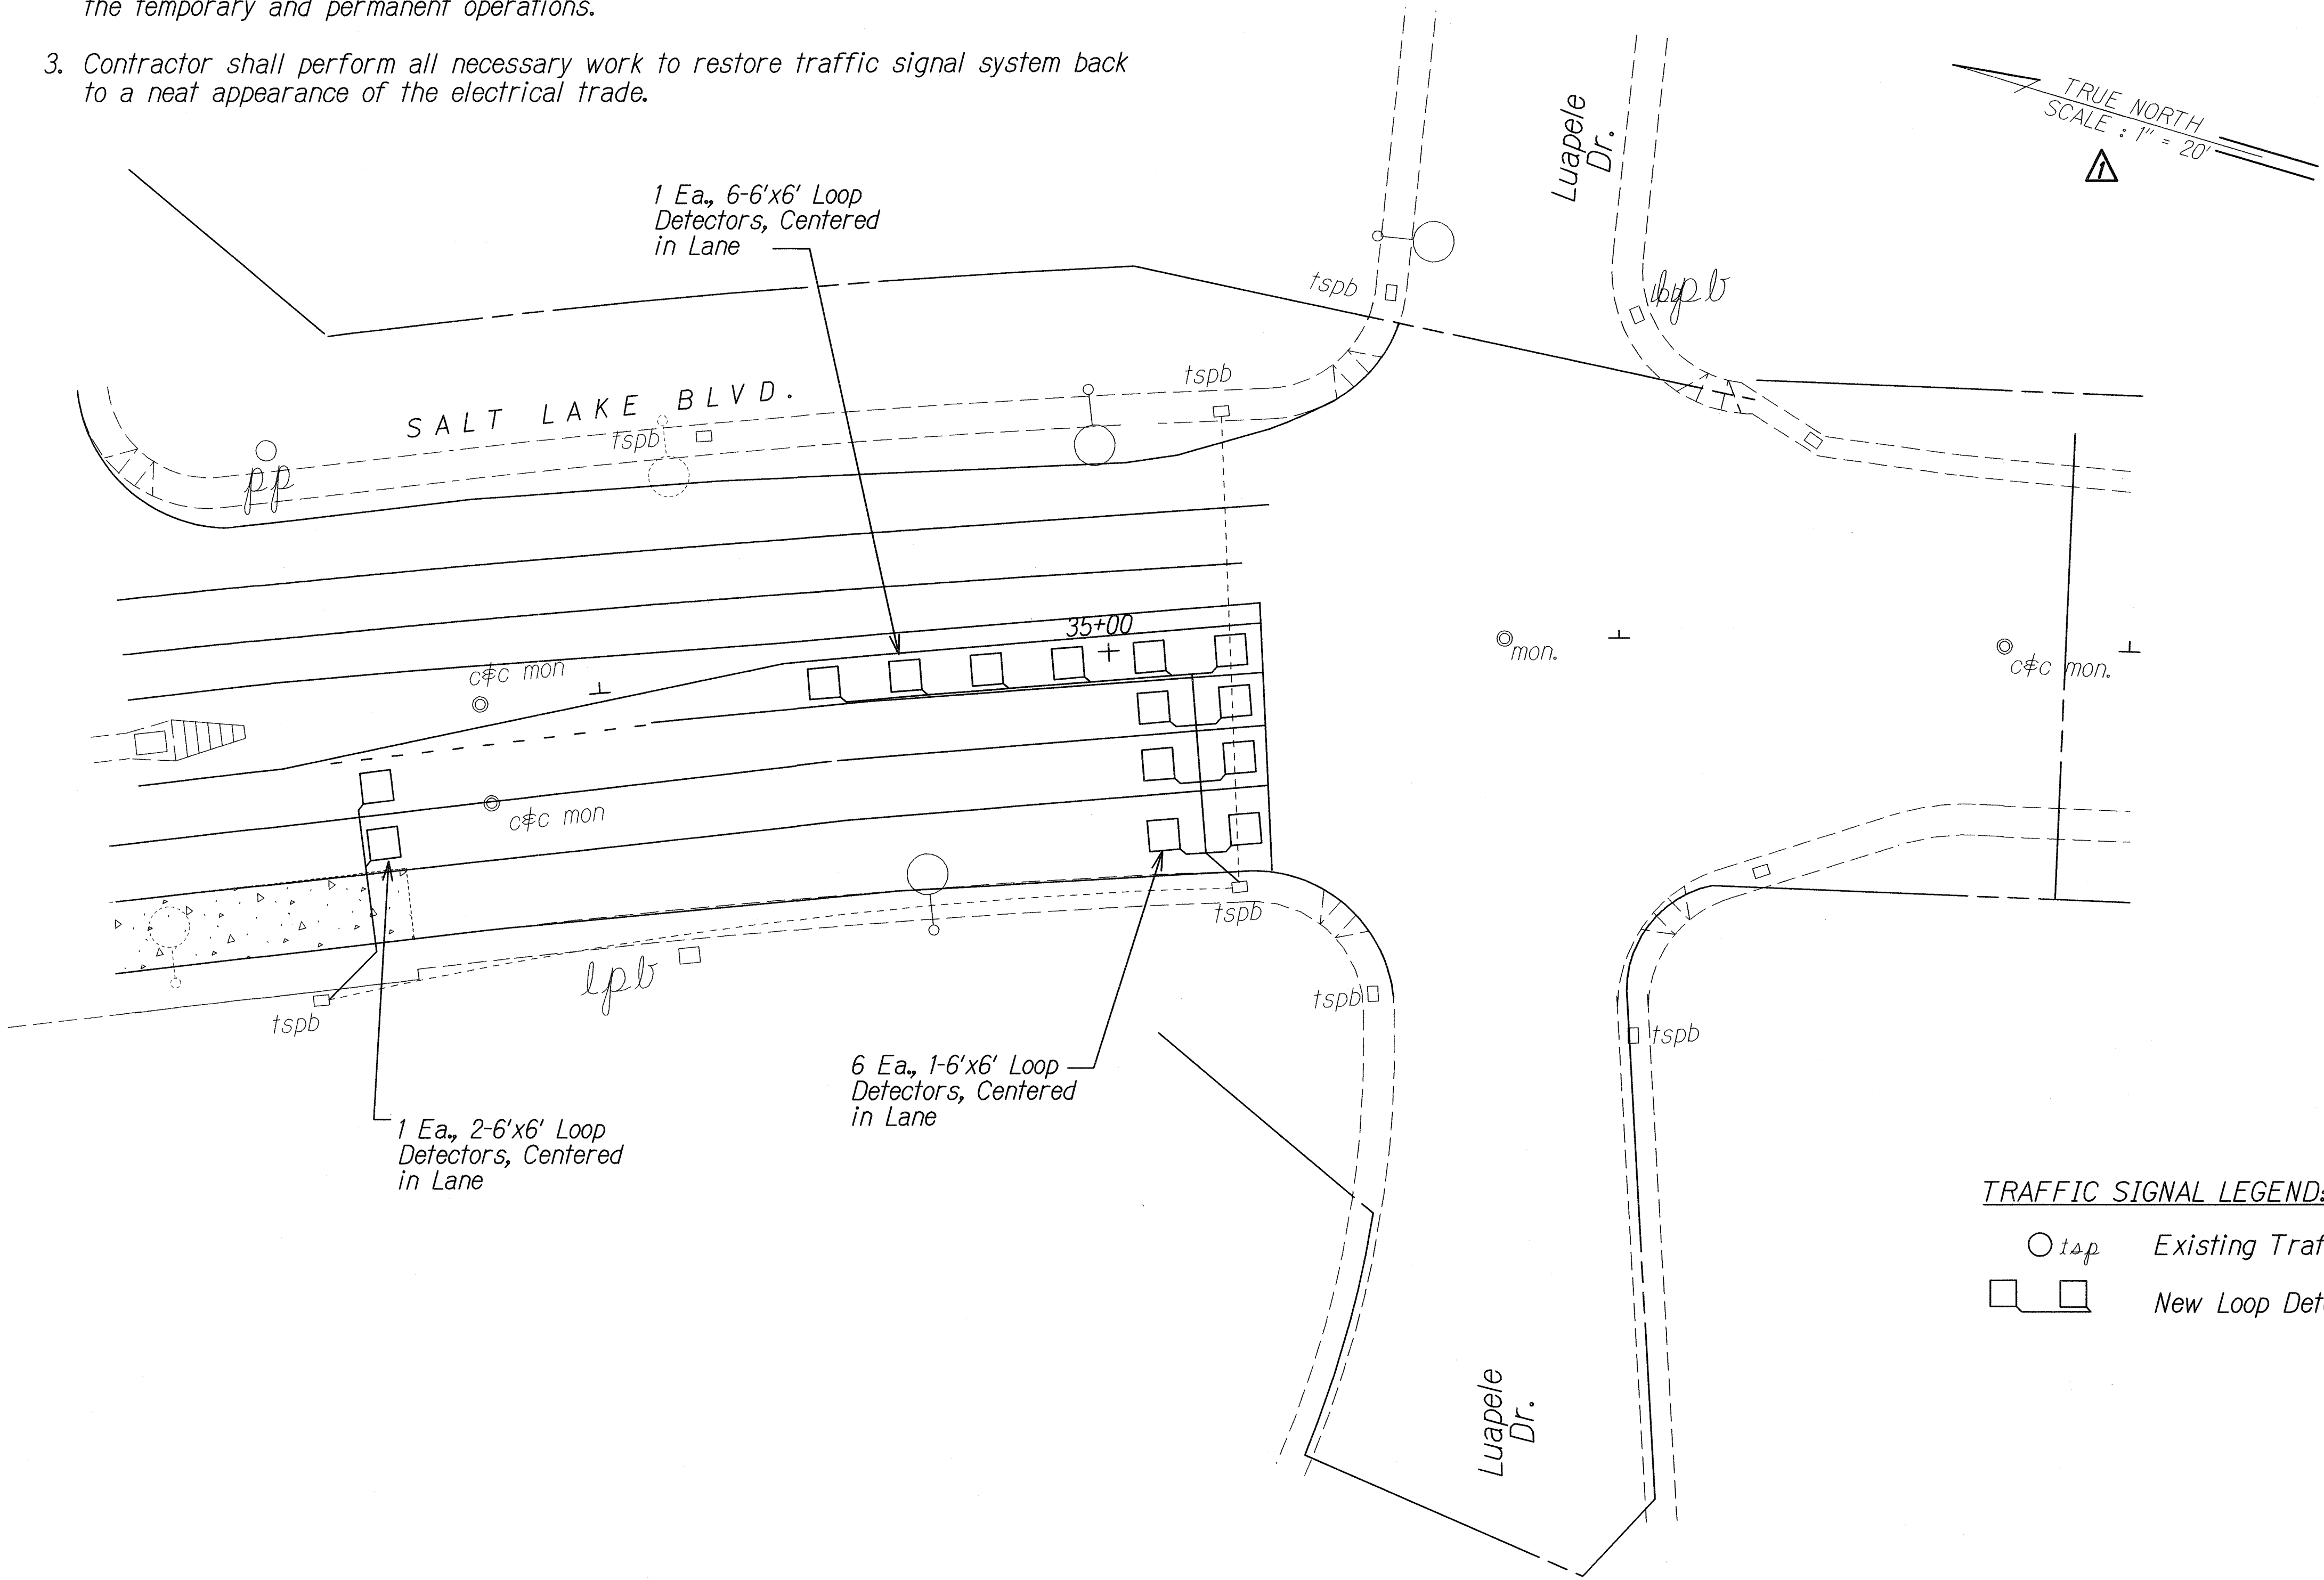 the temporary and permanent operations.
3. Contractor shall perform all necessary work to restore traffic signal system back
to a neat appearance of the electrical trade.
TRUE NORTH
SCALE : 1" = 20'
1
Luapele
Dr.
1 Ea., 6-6'x6' Loop
Detectors, Centered
in Lane
tspb
tspb
SALT LAKE BLVD.
tspb
pp
35+00
c&c mon
mon.
c&c mon.
c&c mon
tspb
lpb
tspb
tspb
tspb
6 Ea., 1-6'x6' Loop
Detectors, Centered
in Lane
1 Ea., 2-6'x6' Loop
Detectors, Centered
in Lane
TRAFFIC SIGNAL LEGEND:
tsp Existing Traf
New Loop Det
Luapele
Dr.